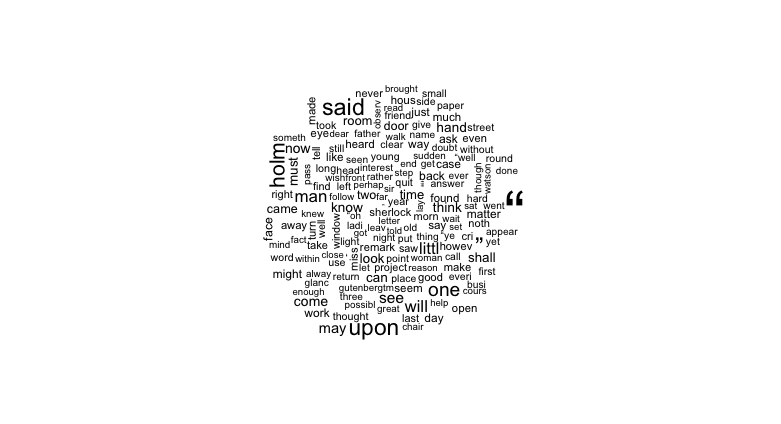 never brought small
made said hous side paper
observ read friend just much
took room door give hand street
eye dear father walk name ask even
someth now still heard clear way doubt without
holm must tell like seen young sudden “well round
pass long head interest end get case though done
wish front rather step back ever watson
find left perhap sir quit “i answer
right man follow two far time found hard
came know - year lay think sat went “
face knew “oh sherlock morn wait matter
away turn well window ladi letter say set noth
got leav told old
mind fact take light night put thing “ye cri ” appear yet
miss remark saw littl howev
word within close ' look point woman call shall
use let project reason make first
might alway return can place good everi
glanc gutenbergtm seem one busi cours
enough three see
come possibl great will help open
work thought last day
may upon chair